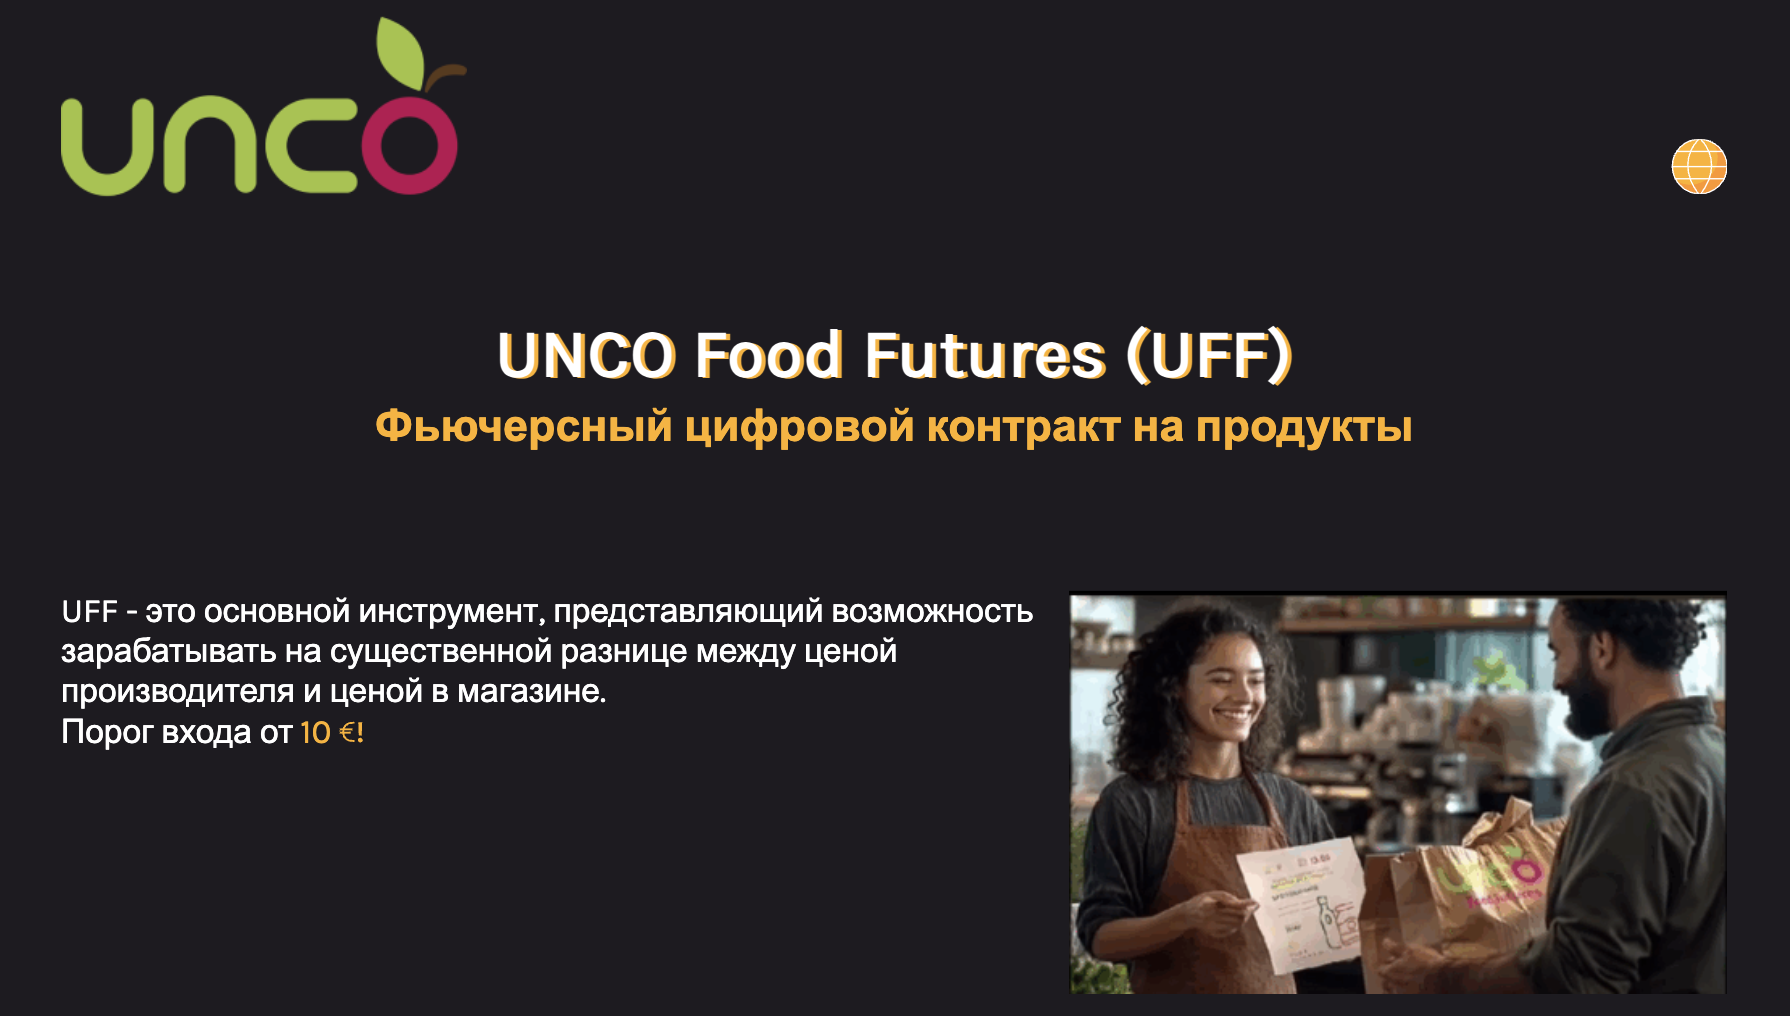 unco
UNCO Food Futures (UFF)
Фьючерсный цифровой контракт на продукты
UFF - это основной инструмент, представляющий возможность
зарабатывать на существенной разнице между ценой
производителя и ценой в магазине.
Порог входа от 10 €!
unco